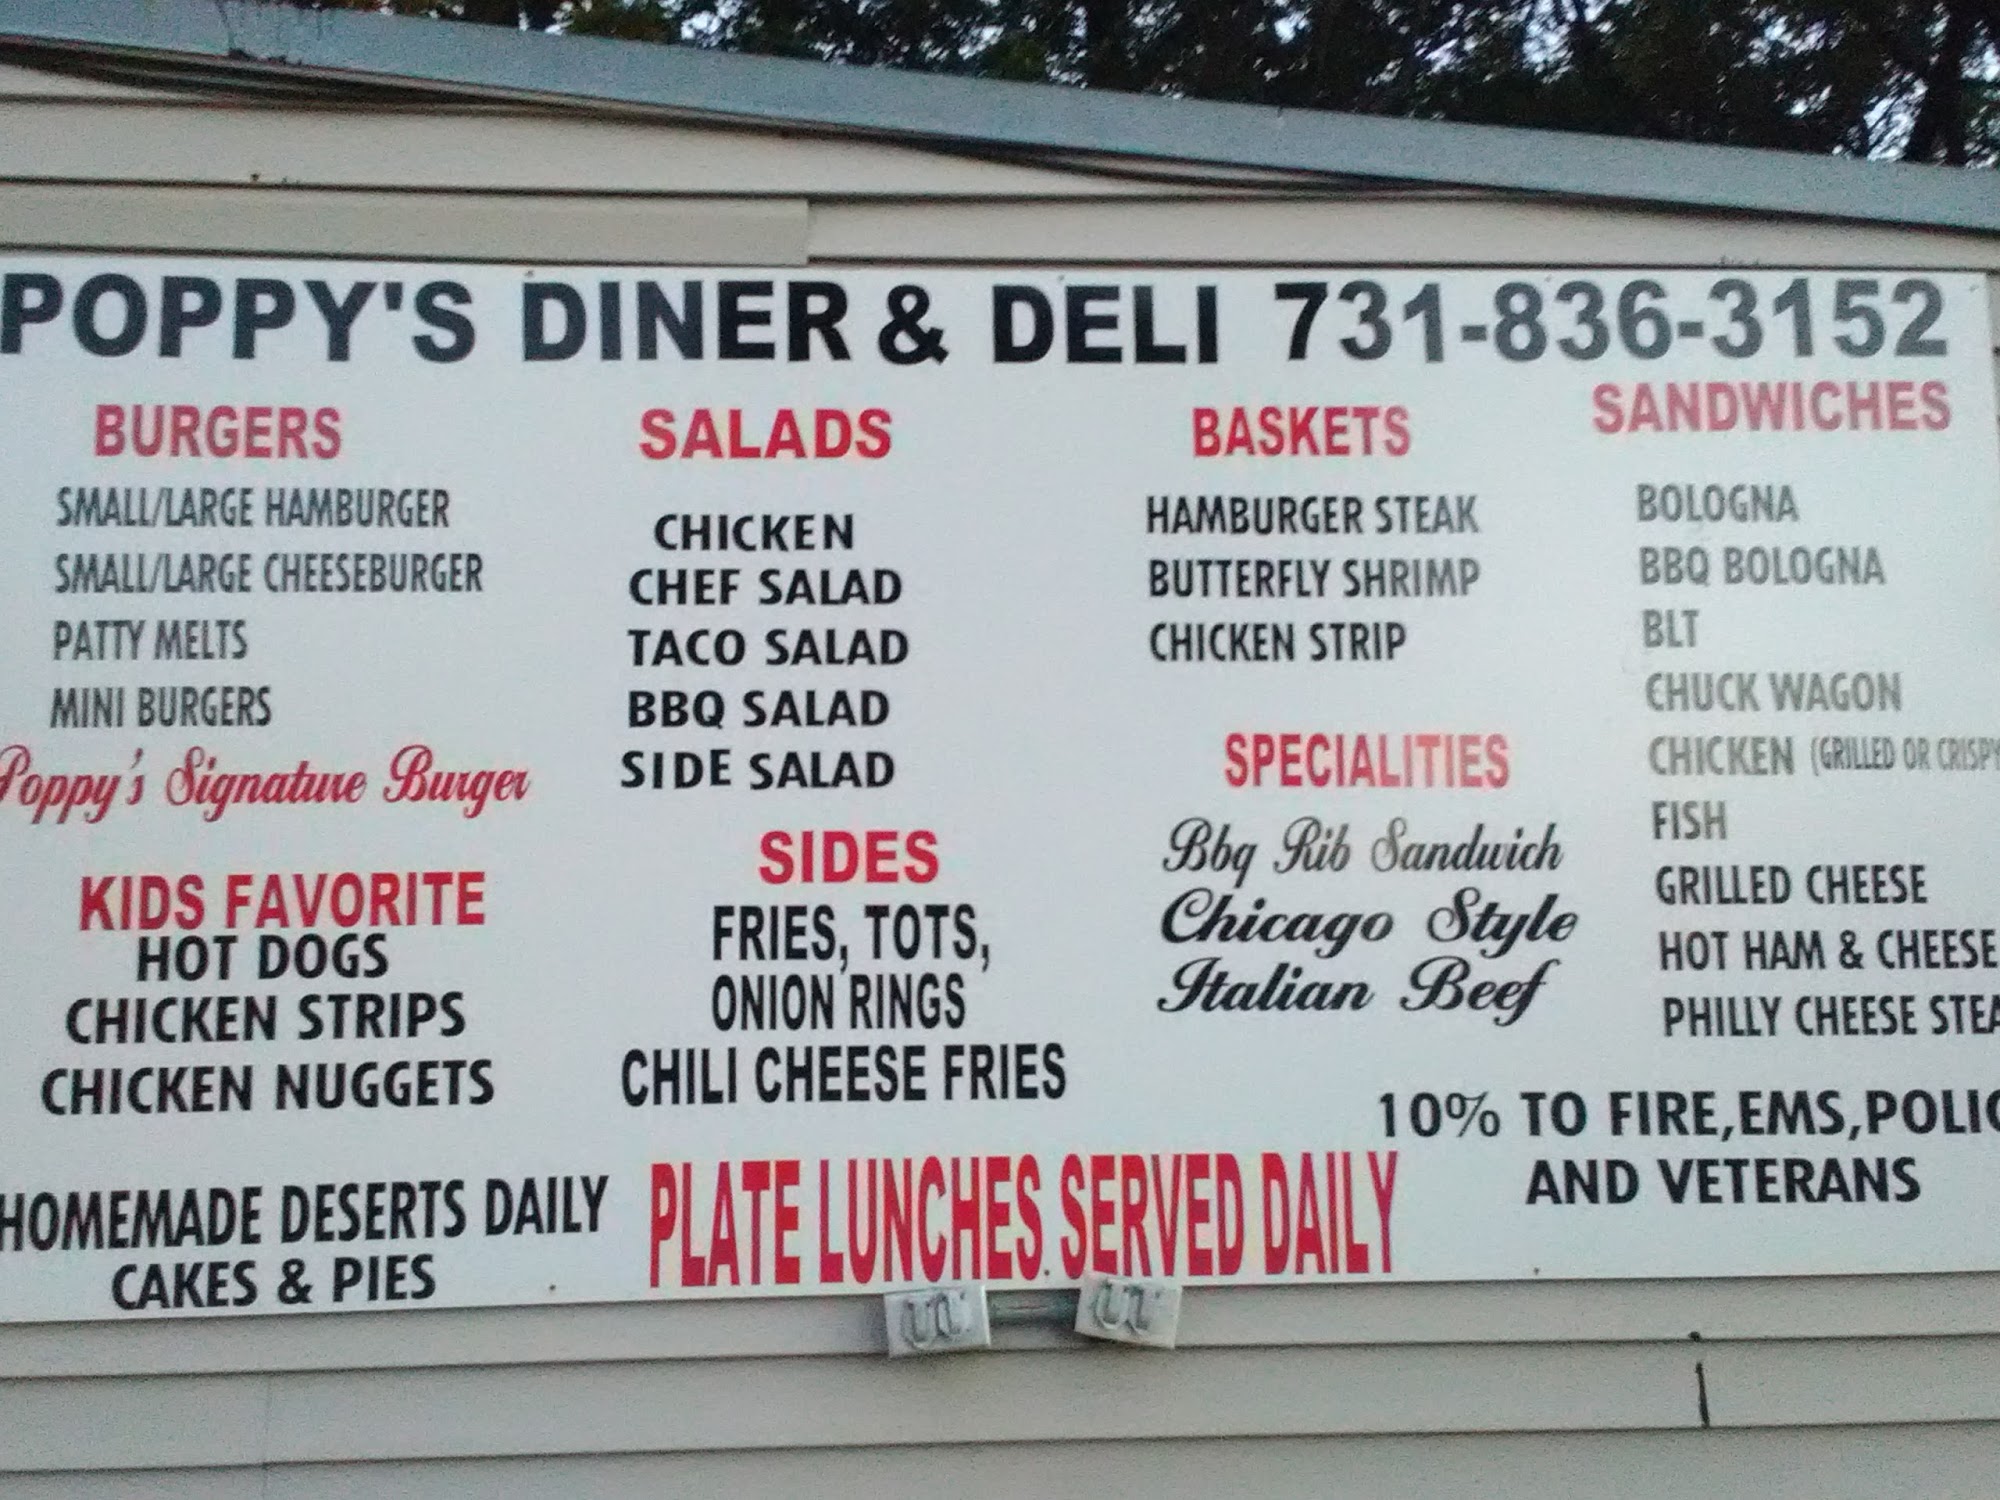 POPPY'S DINER & DELI 731-836-3152
BURGERS
SMALL/LARGE HAMBURGER
SMALL/LARGE CHEESEBURGER
PATTY MELTS
MINI BURGERS
Poppy's Signature Burger
KIDS FAVORITE
HOT DOGS
CHICKEN STRIPS
CHICKEN NUGGETS
HOMEMADE DESERTS DAILY
CAKES & PIES
SALADS
CHICKEN
CHEF SALAD
TACO SALAD
BBQ SALAD
SIDE SALAD
SIDES
FRIES, TOTS,
ONION RINGS
CHILI CHEESE FRIES
PLATE LUNCHES SERVED DAILY
BASKETS
HAMBURGER STEAK
BUTTERFLY SHRIMP
CHICKEN STRIP
SPECIALITIES
Bbq Rib Sandwich
Chicago Style
Italian Beef
SANDWICHES
BOLOGNA
BBQ BOLOGNA
BLT
CHUCK WAGON
CHICKEN (GRILLED OR CRISPY
FISH
GRILLED CHEESE
HOT HAM & CHEESE
PHILLY CHEESE STEA
10% TO FIRE,EMS,POLIC
AND VETERANS